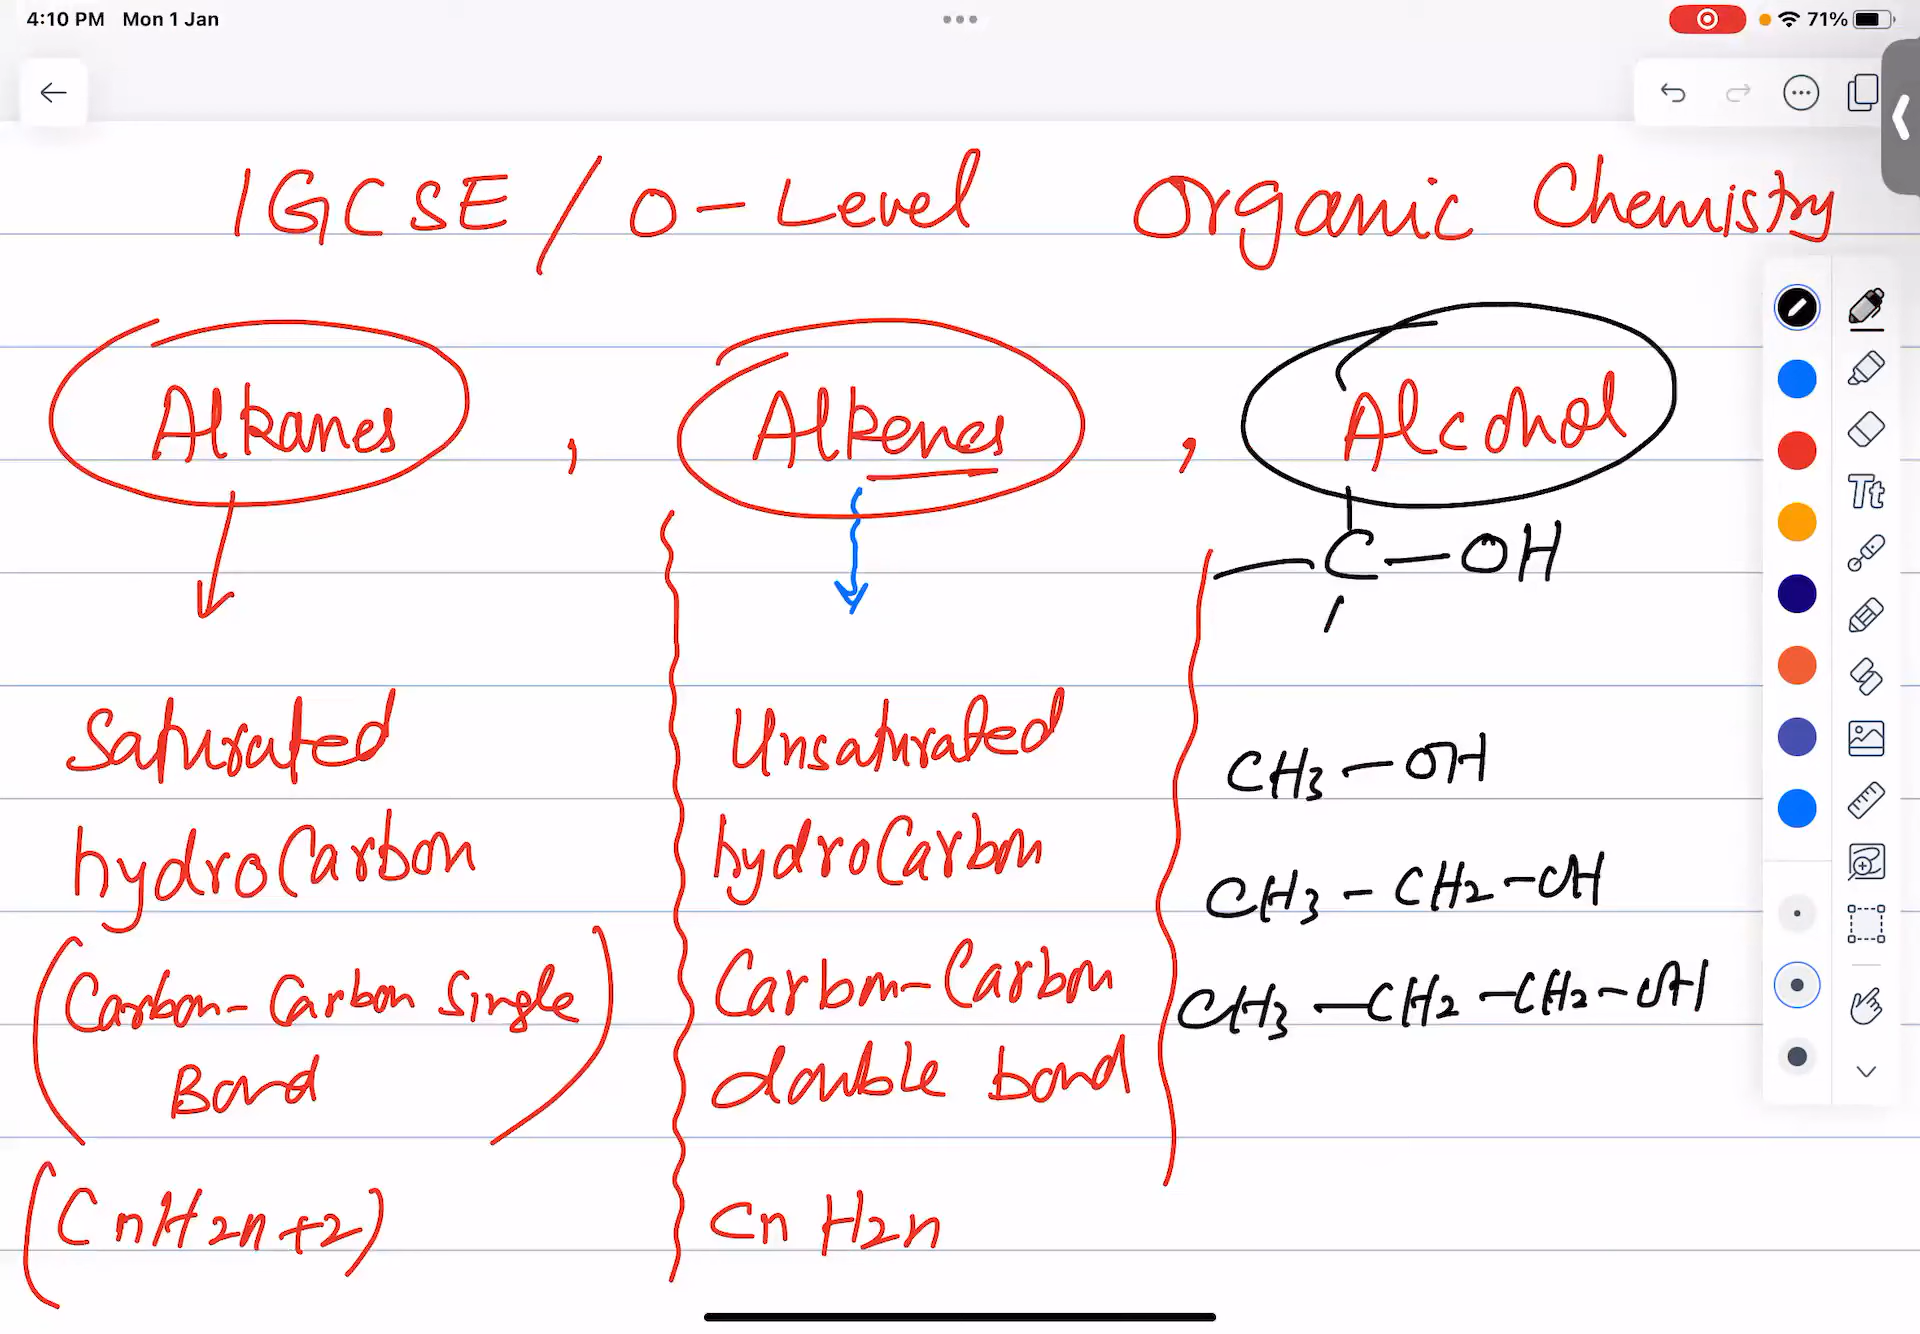 4:10 PM Mon 1 Jan
71%
IGCSE / O-Level Organic Chemistry
Alkanes , Alkenes , Alcohol
C-OH
Saturated
hydroCarbon
(Carbon-Carbon Single
Bond)
(CnH2n+2)
Unsaturated
hydroCarbon
Carbon-Carbon
double bond
CnH2n
CH3-OH
CH3-CH2-OH
CH3-CH2-CH2-OH
Tt